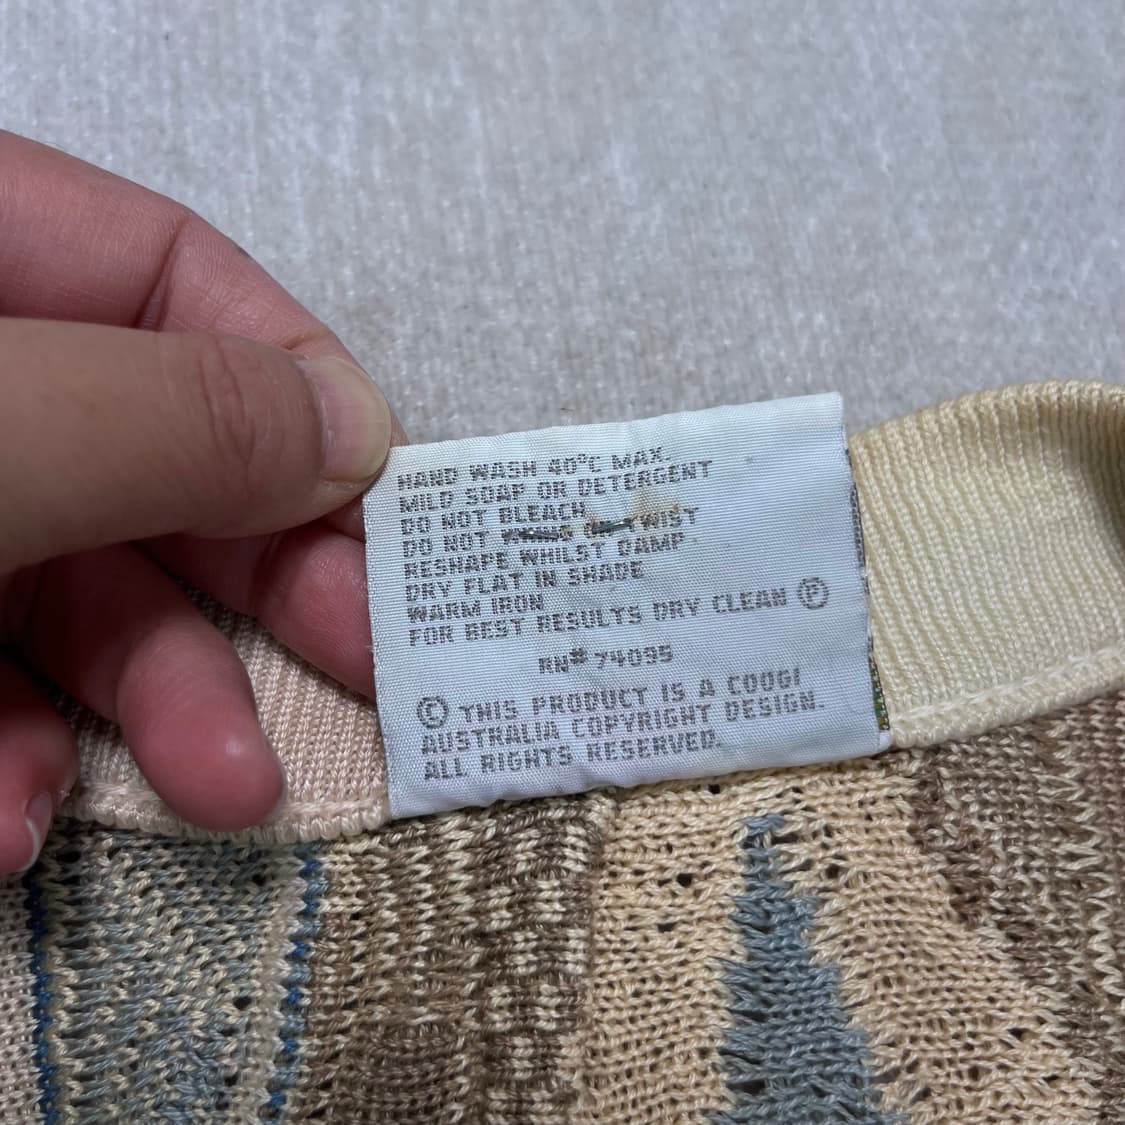 HAND WASH 40°C MAX.
MILD SOAP OR DETERGENT
DO NOT BLEACH
DO NOT OR TWIST
RESHAPE WHILST DAMP
DRY FLAT IN SHADE
WARM IRON
FOR BEST RESULTS DRY CLEAN Ⓟ
RN# 74095
© THIS PRODUCT IS A COOGI
AUSTRALIA COPYRIGHT DESIGN.
ALL RIGHTS RESERVED.